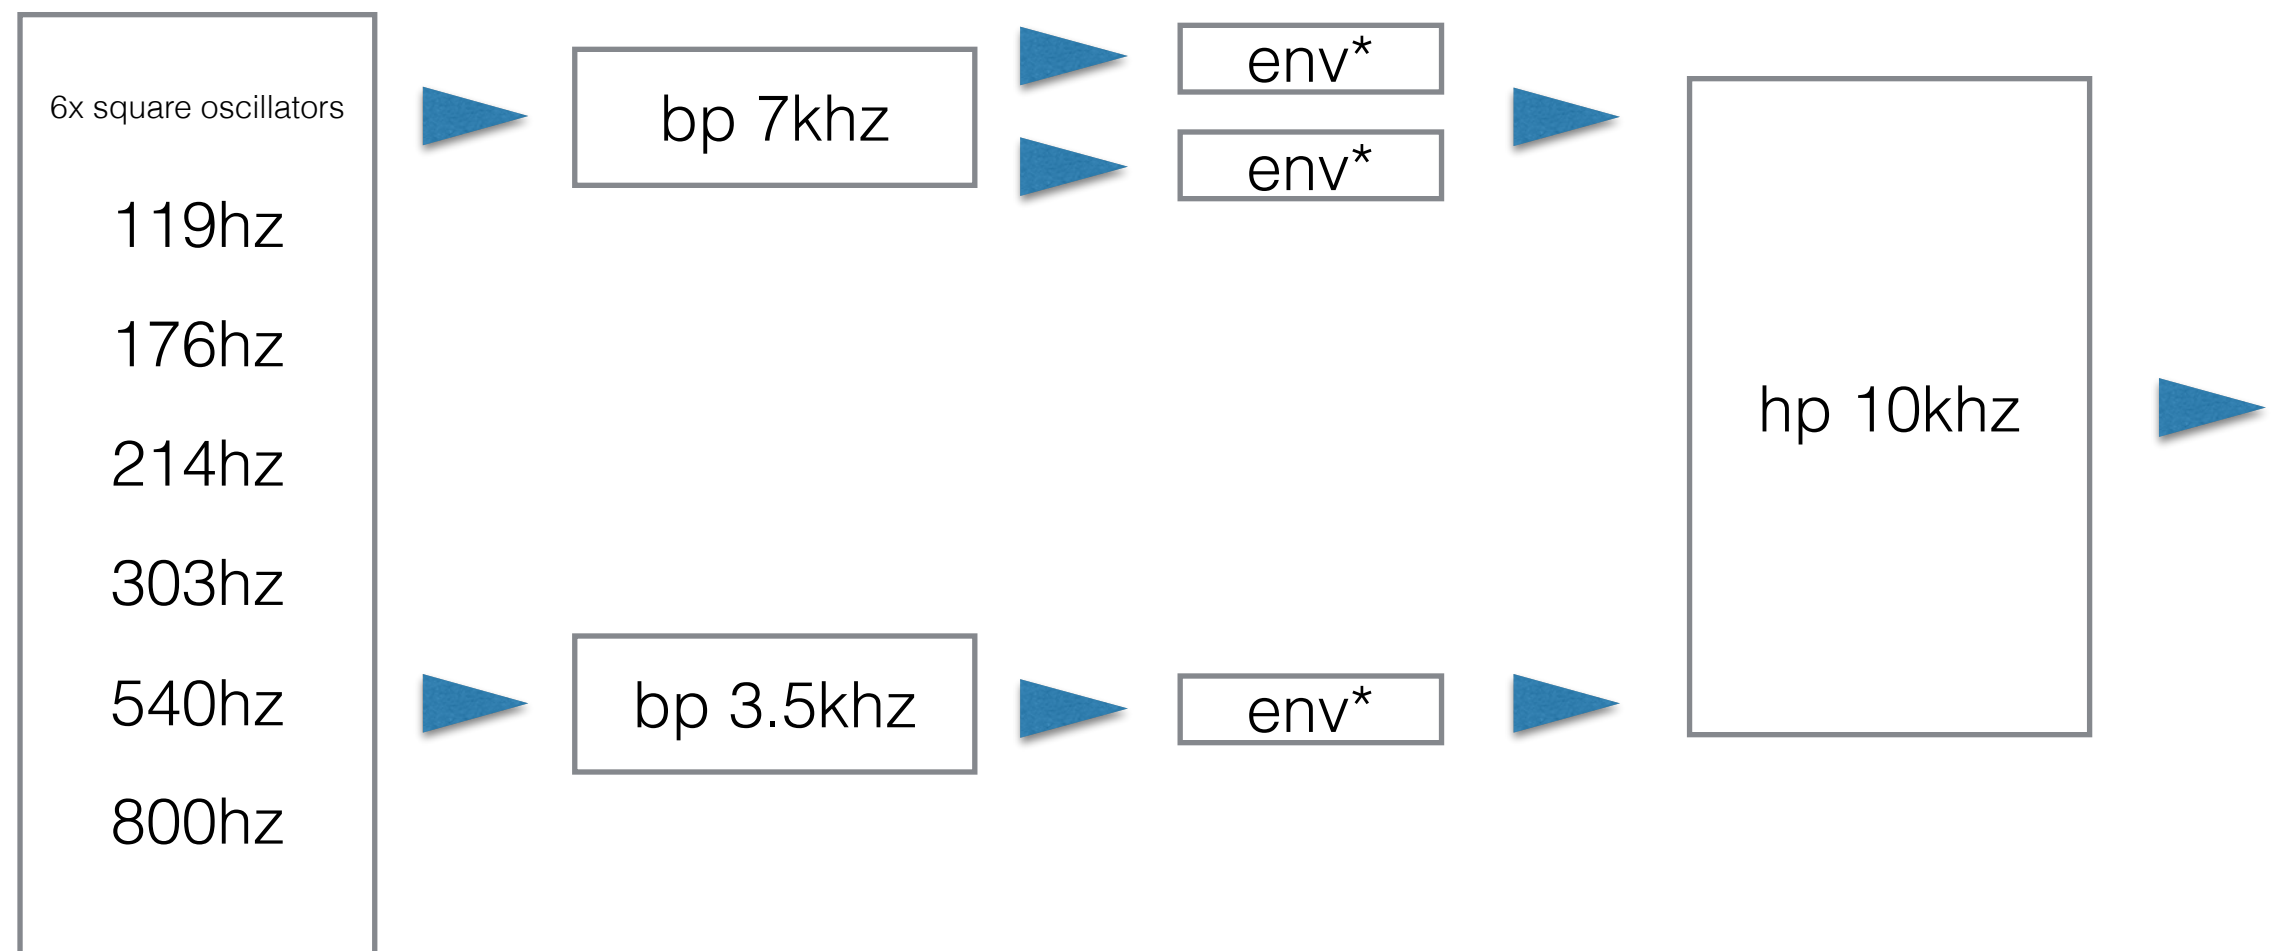 6x square oscillators
119hz
176hz
214hz
303hz
540hz
800hz
bp 7khz
bp 3.5khz
env*
env*
env*
hp 10khz